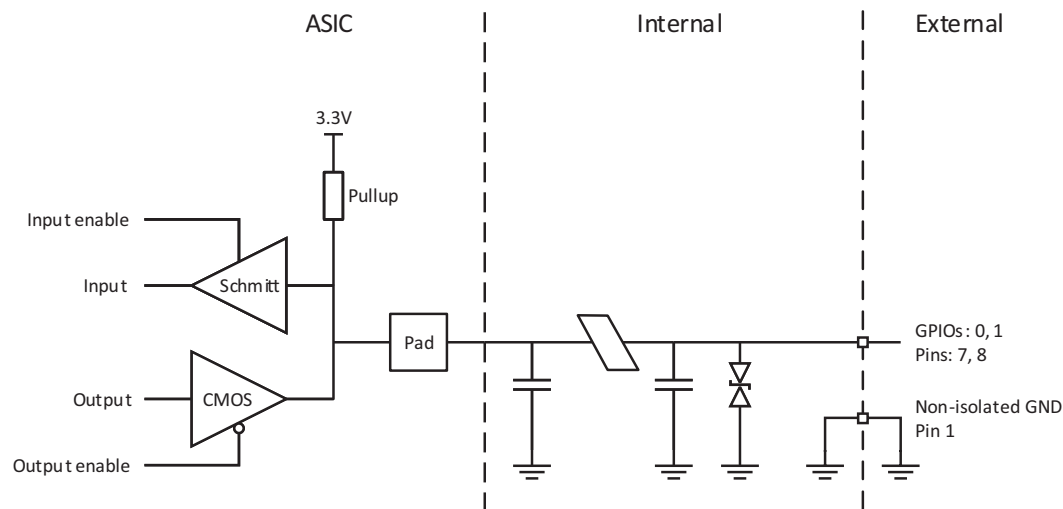 ASIC
Internal
External
3.3V
Pullup
Input enable
Input
Schmitt
Pad
GPIOs: 0, 1
Pins: 7, 8
Output
CMOS
Non-isolated GND
Pin 1
Output enable